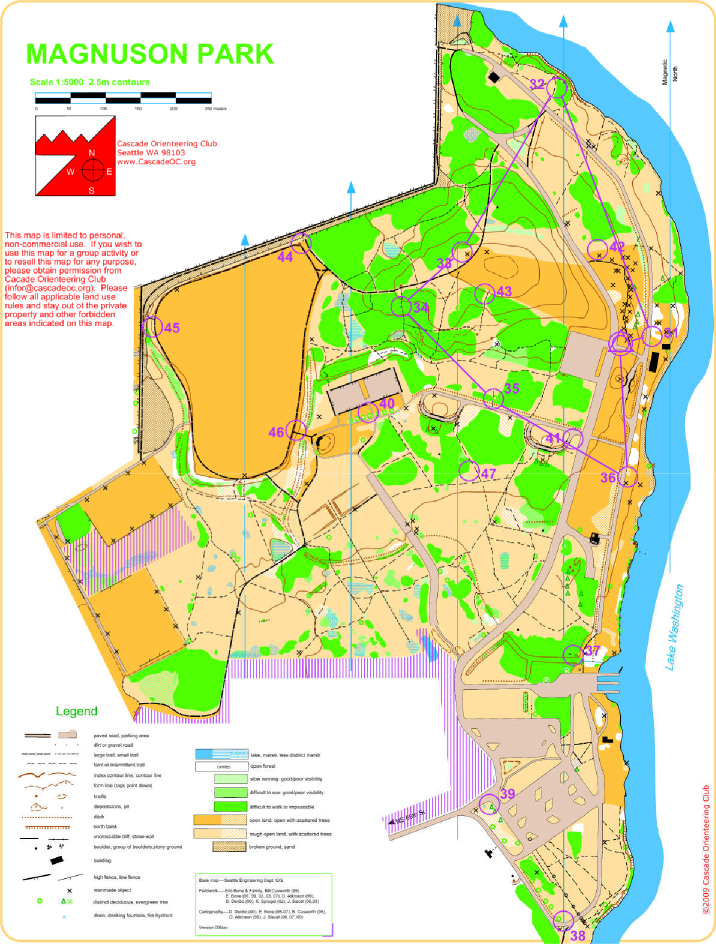 MAGNUSON PARK
Scale 1:5000 2.5m contours
0 50 100 150 200 250 meters
Cascade Orienteering Club
Seattle WA 98103
www.CascadeOC.org
N
W E
S
This map is limited to personal,
non-commercial use. If you wish to
use this map for a group activity or
to resell this map for any purpose,
please obtain permission from
Cacade Orienteering Club
(infor@cascadeoc.org). Please
follow all applicable land use
rules and stay out of the private
property and other forbidden
areas indicated on this map.
Magnetic
North
32
42
44
33
43
34
45
31
35
40
46
41
47
36
37
39
38
Lake Washington
NE 65th St.
Legend
paved road, parking area
dirt or gravel road
large trail, small trail
faint or intermittent trail
index contour line, contour line
form line (tags point down)
knolls
depressions, pit
ditch
earth bank
uncrossable cliff, stone wall
boulder, group of boulders, stony ground
building
high fence, low fence
manmade object
distinct deciduous, evergreen tree
drain, drinking fountain, fire hydrant
lake, marsh, less distinct marsh
(white)
open forest
slow running: good/poor visibility
difficult to run: good/poor visibility
difficult to walk to impassable
open land, with scattered trees
rough open land, with scattered trees
broken ground, sand
Base map---Seattle Engineering Dept. GIS
©2009 Cascade Orienteering Club